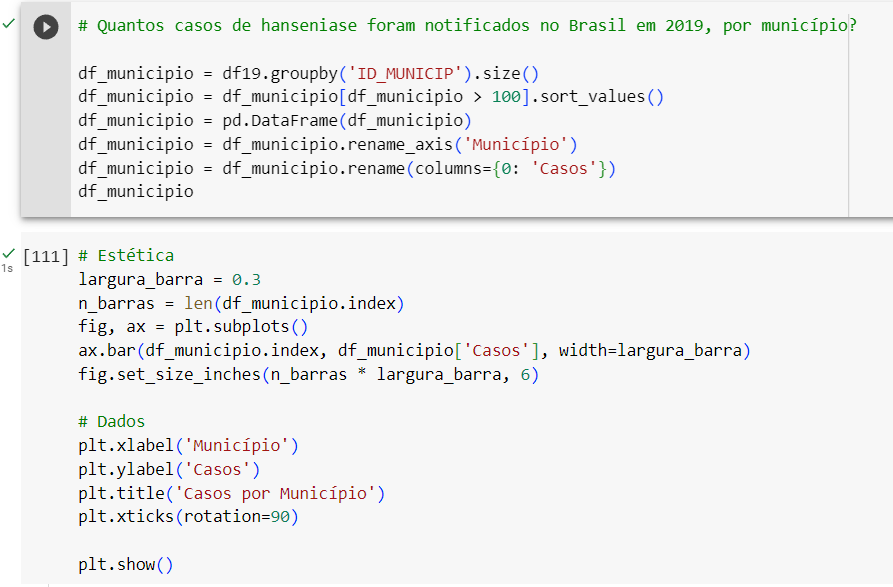 # Quantos casos de hanseniase foram notificados no Brasil em 2019, por município?
df_municipio = df19.groupby('ID_MUNICIP').size()
df_municipio = df_municipio[df_municipio > 100].sort_values()
df_municipio = pd.DataFrame(df_municipio)
df_municipio = df_municipio.rename_axis('Município')
df_municipio = df_municipio.rename(columns={0: 'Casos'})
df_municipio
[111] # Estética
1s
largura_barra = 0.3
n_barras = len(df_municipio.index)
fig, ax = plt.subplots()
ax.bar(df_municipio.index, df_municipio['Casos'], width=largura_barra)
fig.set_size_inches(n_barras * largura_barra, 6)
# Dados
plt.xlabel('Município')
plt.ylabel('Casos')
plt.title('Casos por Município')
plt.xticks(rotation=90)
plt.show()